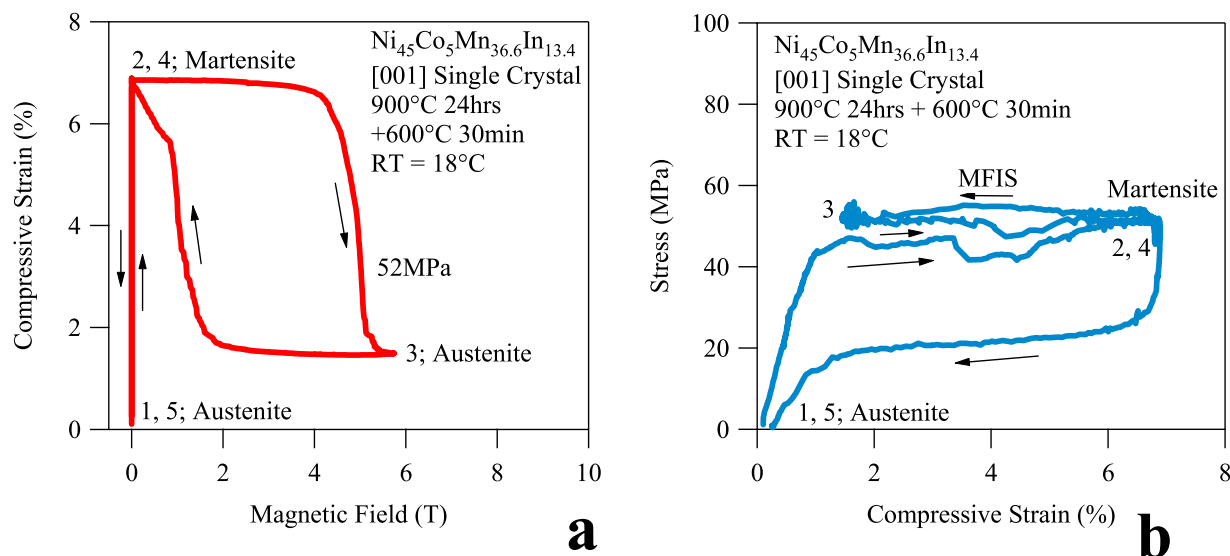 8
6
4
2
0
Compressive Strain (%)
2, 4; Martensite
Ni45Co5Mn36.6In13.4
[001] Single Crystal
900°C 24hrs
+600°C 30min
RT = 18°C
52MPa
3; Austenite
1, 5; Austenite
0 2 4 6 8 10
Magnetic Field (T)
a
100
80
60
40
20
0
Stress (MPa)
Ni45Co5Mn36.6In13.4
[001] Single Crystal
900°C 24hrs + 600°C 30min
RT = 18°C
MFIS
Martensite
3
2, 4
1, 5; Austenite
0 2 4 6 8
Compressive Strain (%)
b